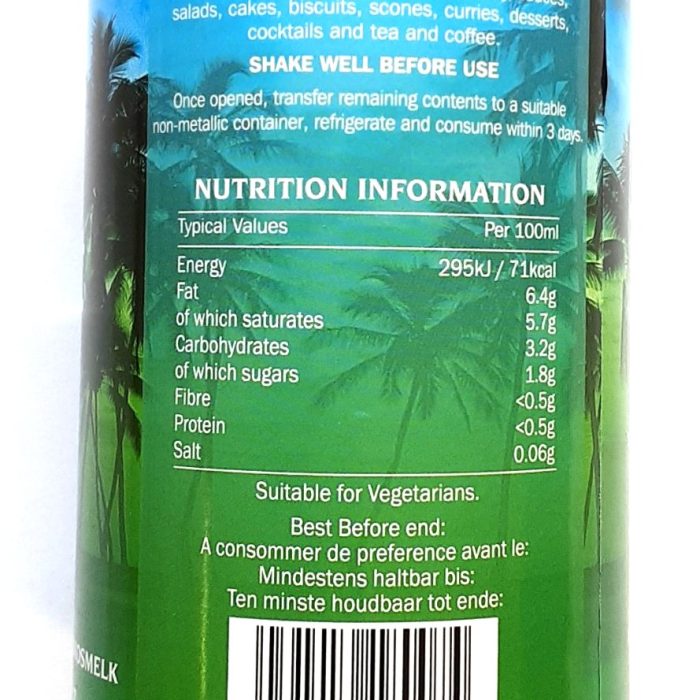 salads, cakes, biscuits, scones, curries, desserts,
cocktails and tea and coffee.
SHAKE WELL BEFORE USE
Once opened, transfer remaining contents to a suitable
non-metallic container, refrigerate and consume within 3 days.
NUTRITION INFORMATION
Typical Values Per 100ml
Energy 295kJ / 71kcal
Fat 6.4g
of which saturates 5.7g
Carbohydrates 3.2g
of which sugars 1.8g
Fibre <0.5g
Protein <0.5g
Salt 0.06g
Suitable for Vegetarians.
Best Before end:
A consommer de preference avant le:
Mindestens haltbar bis:
Ten minste houdbaar tot ende: